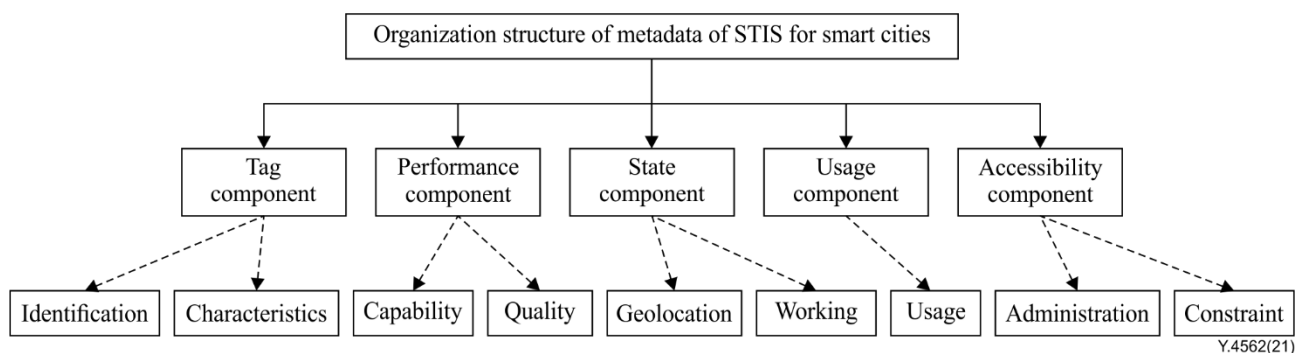 Organization structure of metadata of STIS for smart cities
Tag
component
Performance
component
State
component
Usage
component
Accessibility
component
Identification
Characteristics
Capability
Quality
Geolocation
Working
Usage
Administration
Constraint
Y.4562(21)